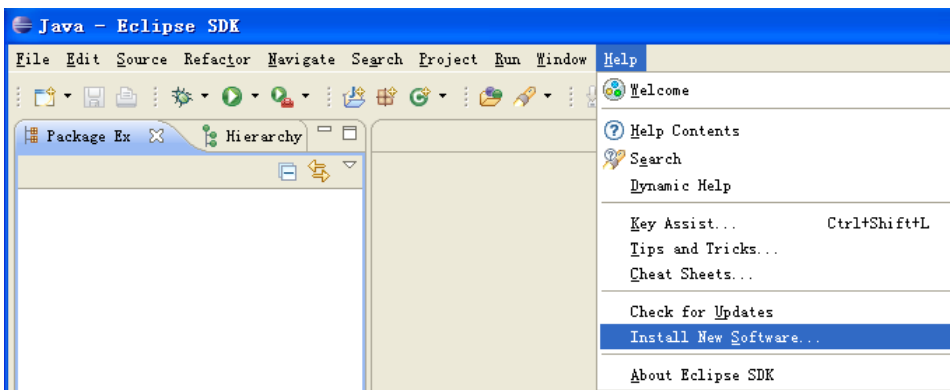 Java - Eclipse SDK
File Edit Source Refactor Navigate Search Project Run Window Help
Welcome
Package Ex Hierarchy
Help Contents
Search
Dynamic Help
Key Assist... Ctrl+Shift+L
Tips and Tricks...
Cheat Sheets...
Check for Updates
Install New Software...
About Eclipse SDK